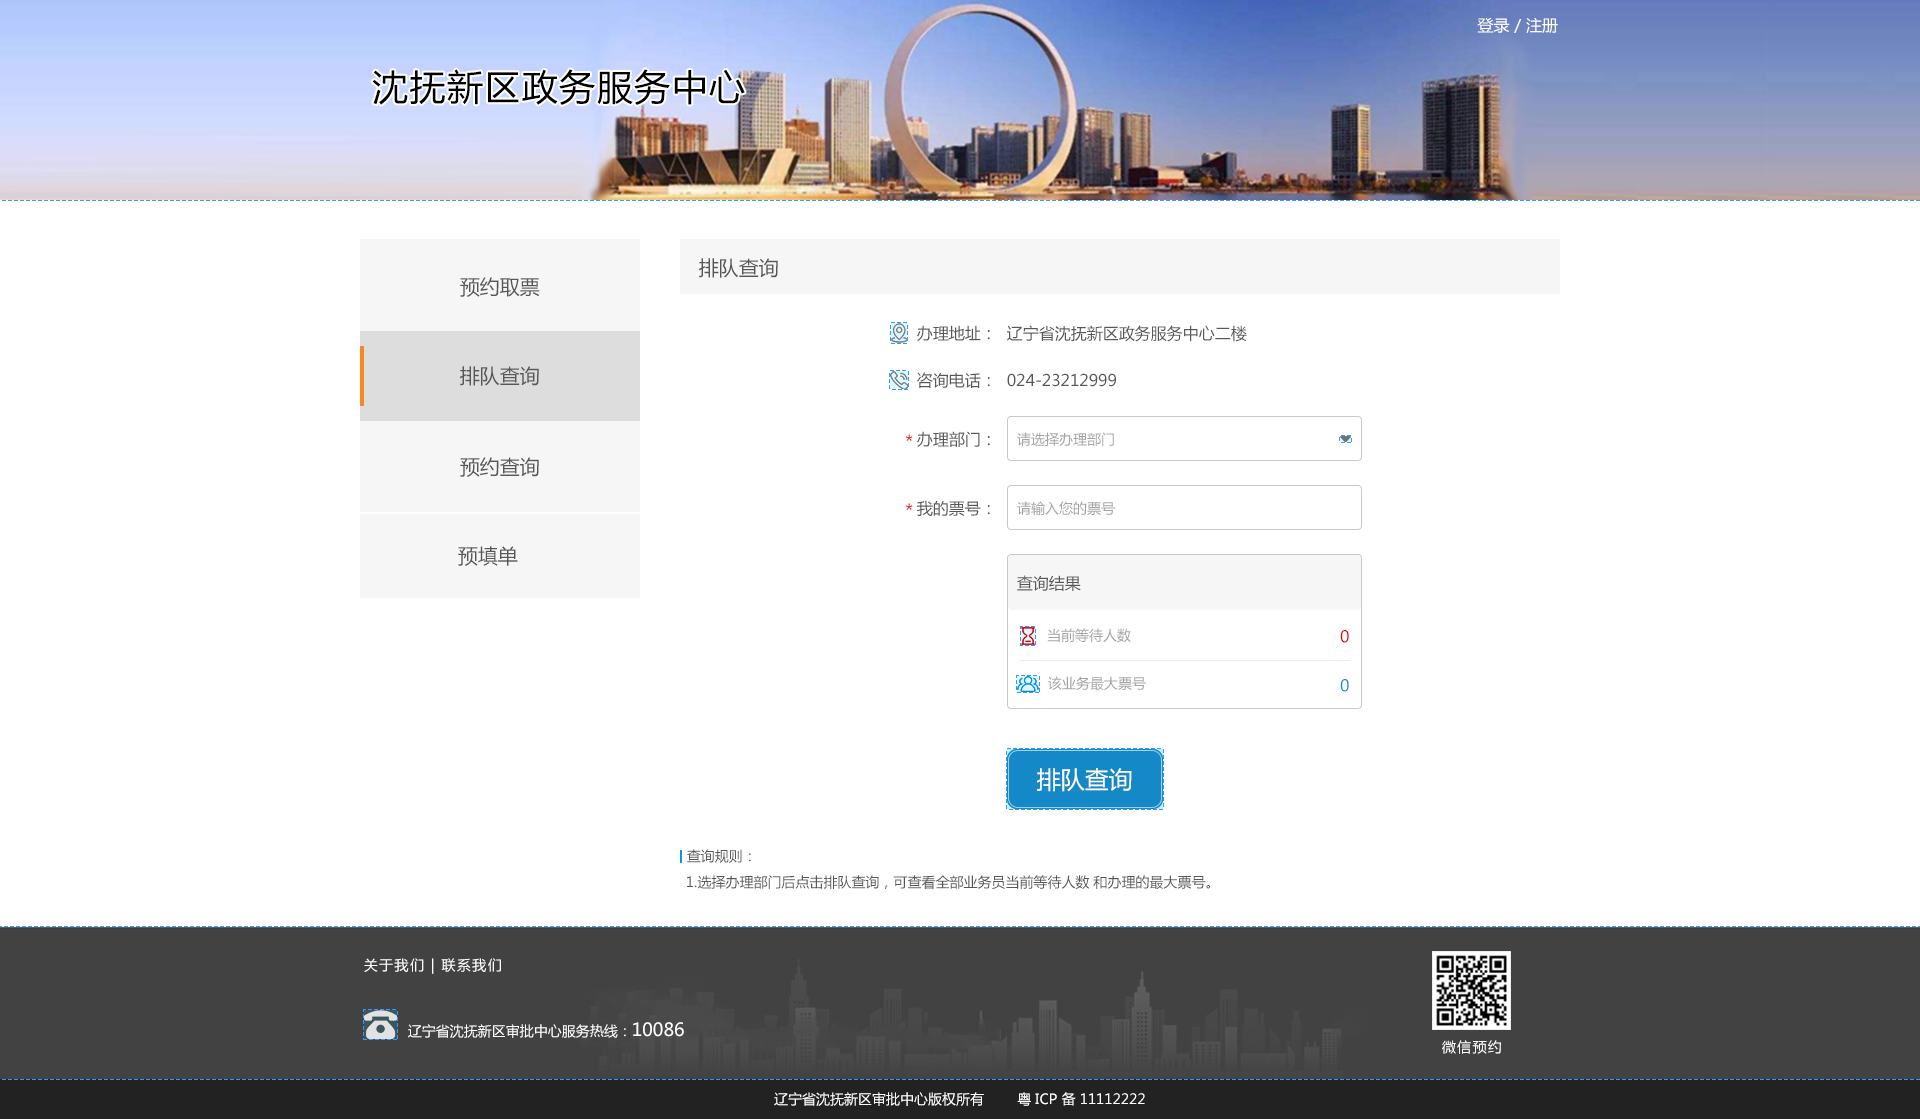 登录 / 注册
沈抚新区政务服务中心
预约取票
排队查询
预约查询
预填单
排队查询
办理地址： 辽宁省沈抚新区政务服务中心二楼
咨询电话： 024-23212999
*办理部门： 请选择办理部门
*我的票号： 请输入您的票号
查询结果
当前等待人数 0
该业务最大票号 0
排队查询
查询规则：
1.选择办理部门后点击排队查询，可查看全部业务员当前等待人数 和办理的最大票号。
关于我们 | 联系我们
辽宁省沈抚新区审批中心服务热线：10086
微信预约
辽宁省沈抚新区审批中心版权所有 粤 ICP 备 11112222